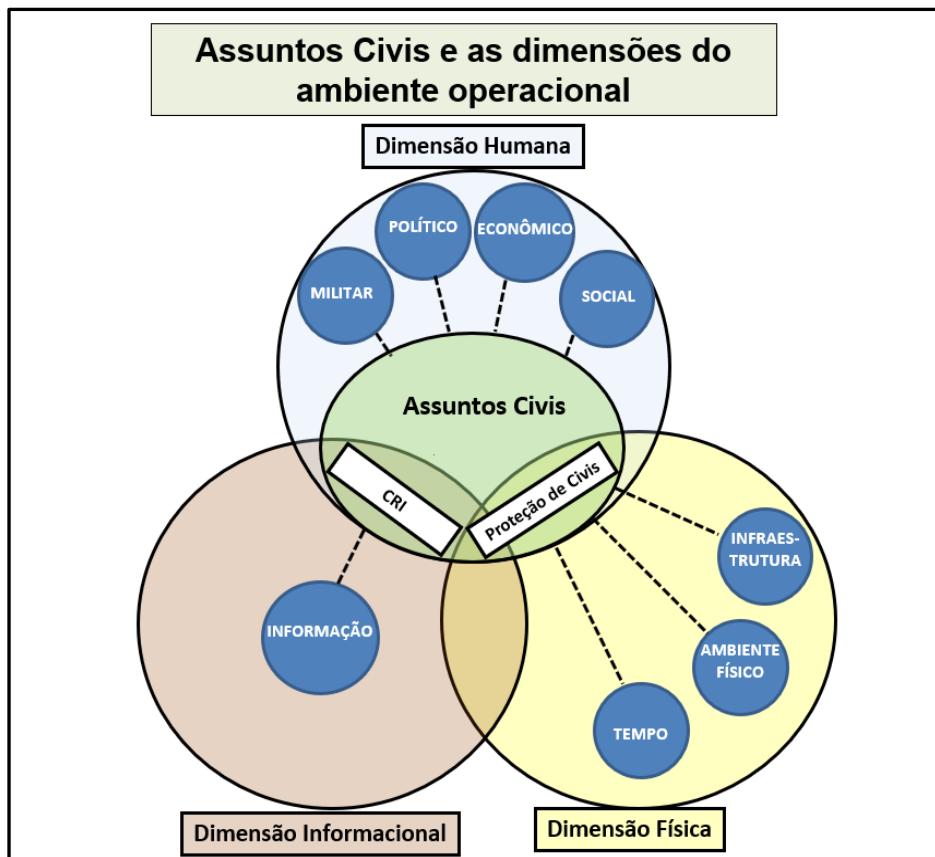 Assuntos Civis e as dimensões do
ambiente operacional
Dimensão Humana
POLÍTICO
ECONÔMICO
MILITAR
SOCIAL
Assuntos Civis
CRI
Proteção de Civis
INFRAES-
TRUTURA
INFORMAÇÃO
AMBIENTE
FÍSICO
TEMPO
Dimensão Informacional
Dimensão Física